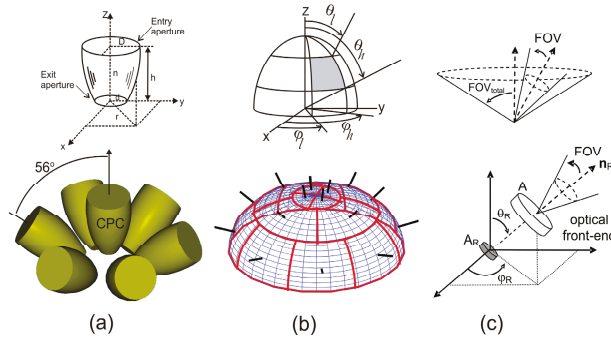 Z
Entry
aperture
D
Exit
aperture
n
h
d
r
y
x
56°
CPC
(a)
Z
θl
θh
y
x
φl
φh
(b)
FOV
FOVtotal
FOV
nR
A
θR
optical
front-end
AR
φR
(c)